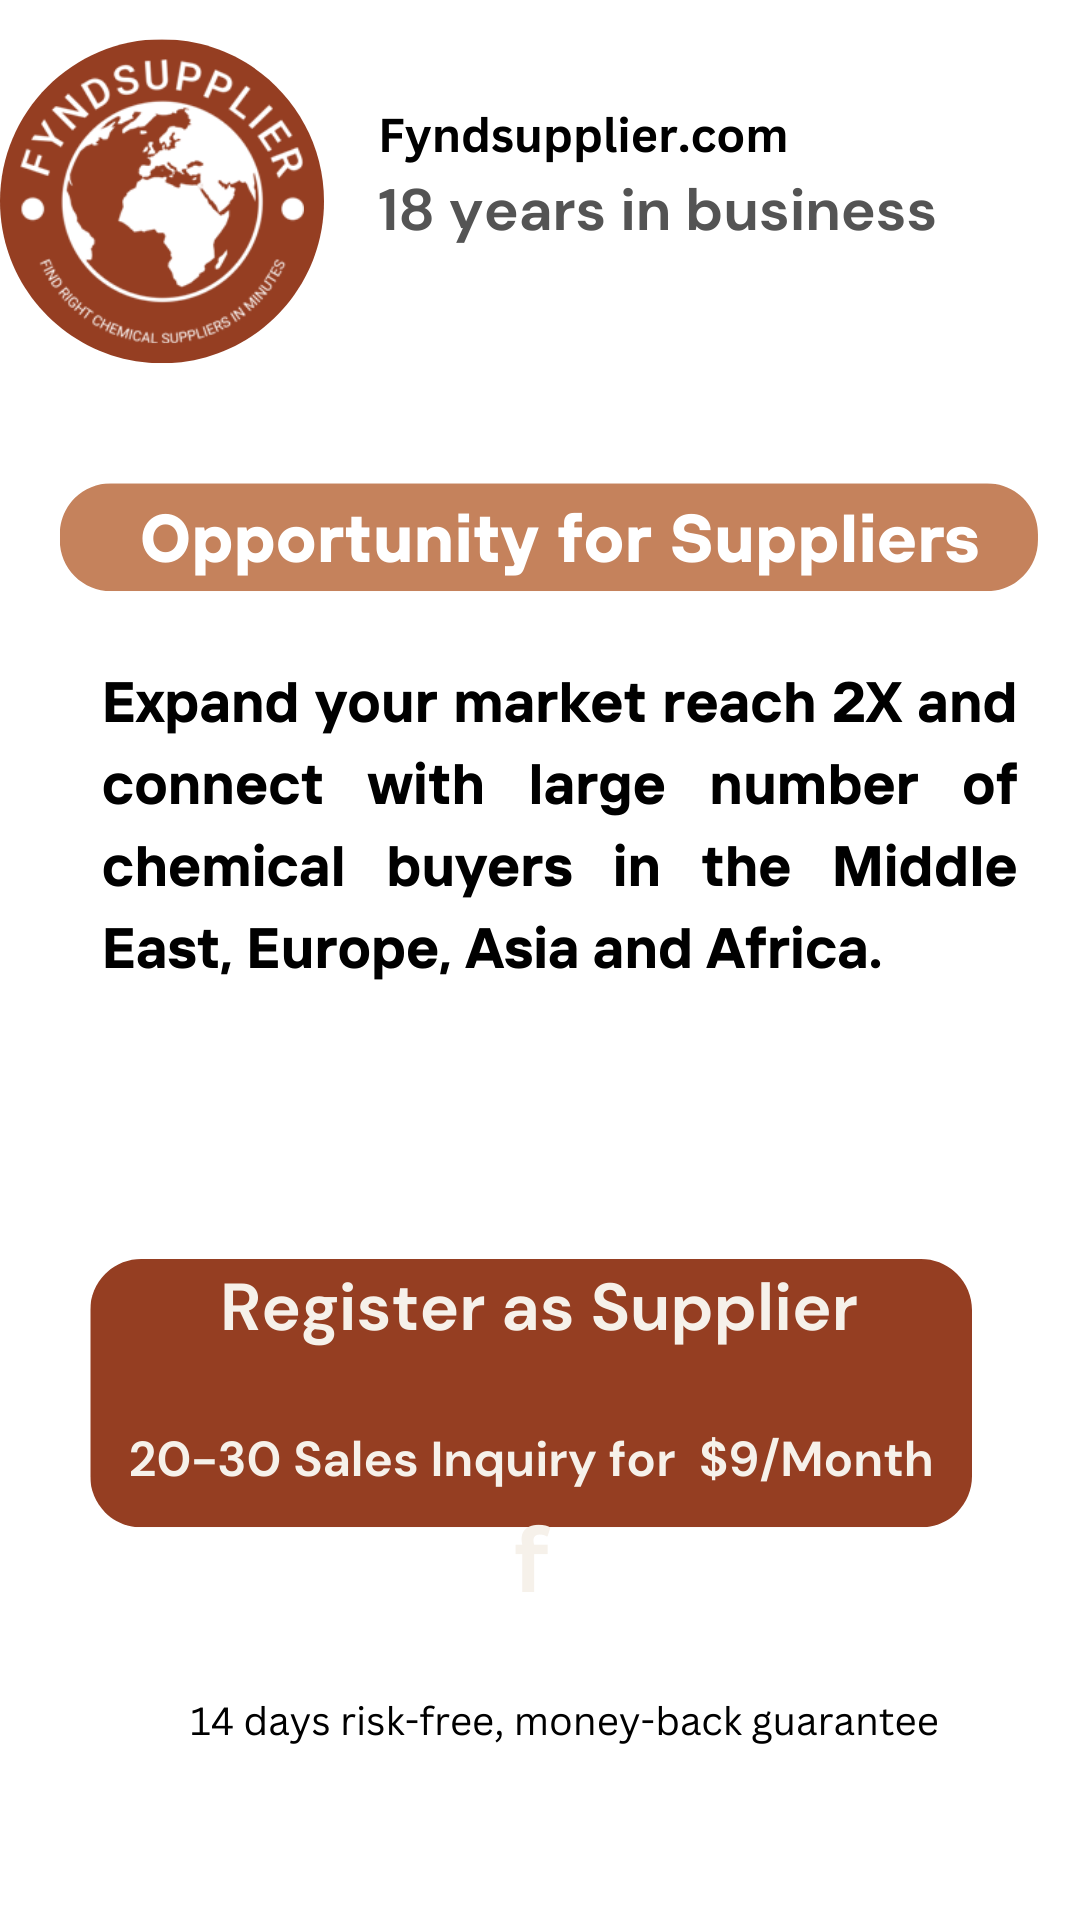 FYNDSUPPLIER
FIND RIGHT CHEMICAL SUPPLIERS IN MINUTES
Fyndsupplier.com
18 years in business
Opportunity for Suppliers
Expand your market reach 2X and
connect with large number of
chemical buyers in the Middle
East, Europe, Asia and Africa.
Register as Supplier
20-30 Sales Inquiry for $9/Month
f
14 days risk-free, money-back guarantee